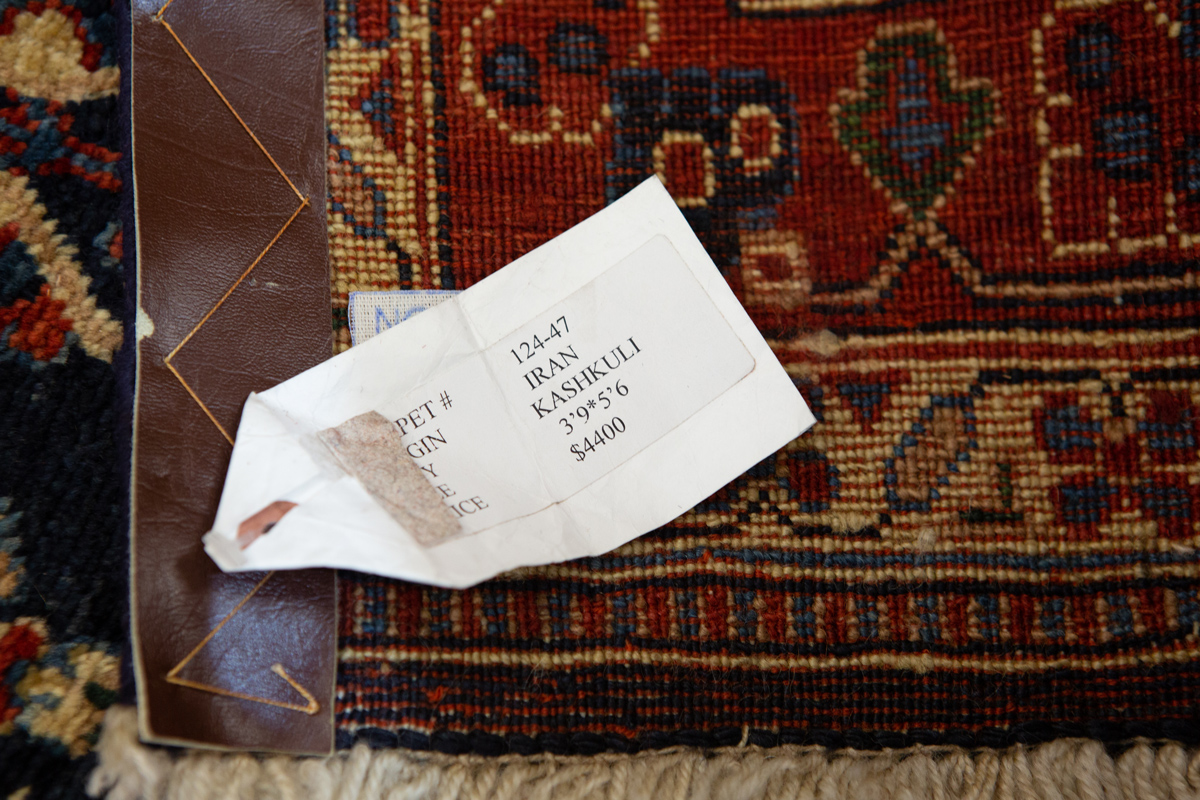 PET # 124-47
GIN IRAN
Y KASHKULI
E 3'9*5'6
ICE $4400